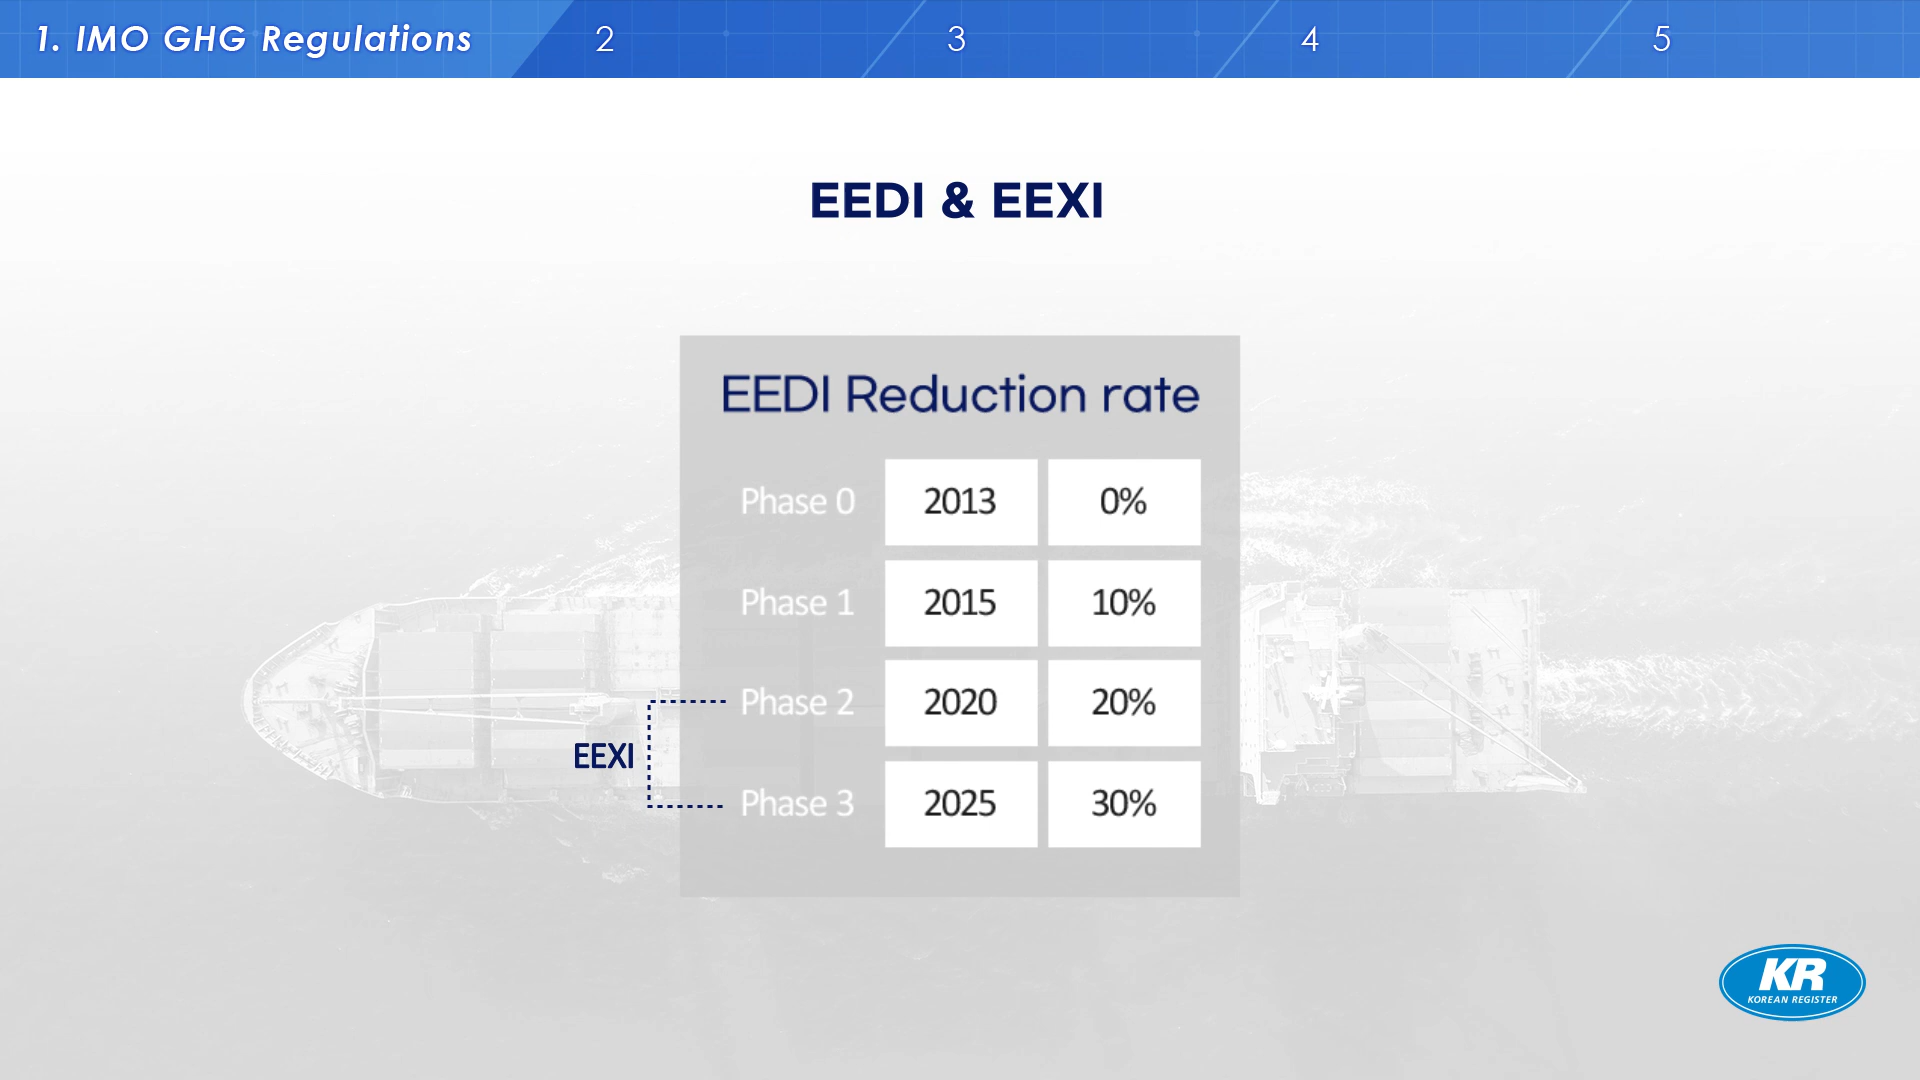 1. IMO GHG Regulations 2 3 4 5
EEDI & EEXI
EEDI Reduction rate
Phase 0 2013 0%
Phase 1 2015 10%
Phase 2 2020 20%
EEXI
Phase 3 2025 30%
KR
KOREAN REGISTER